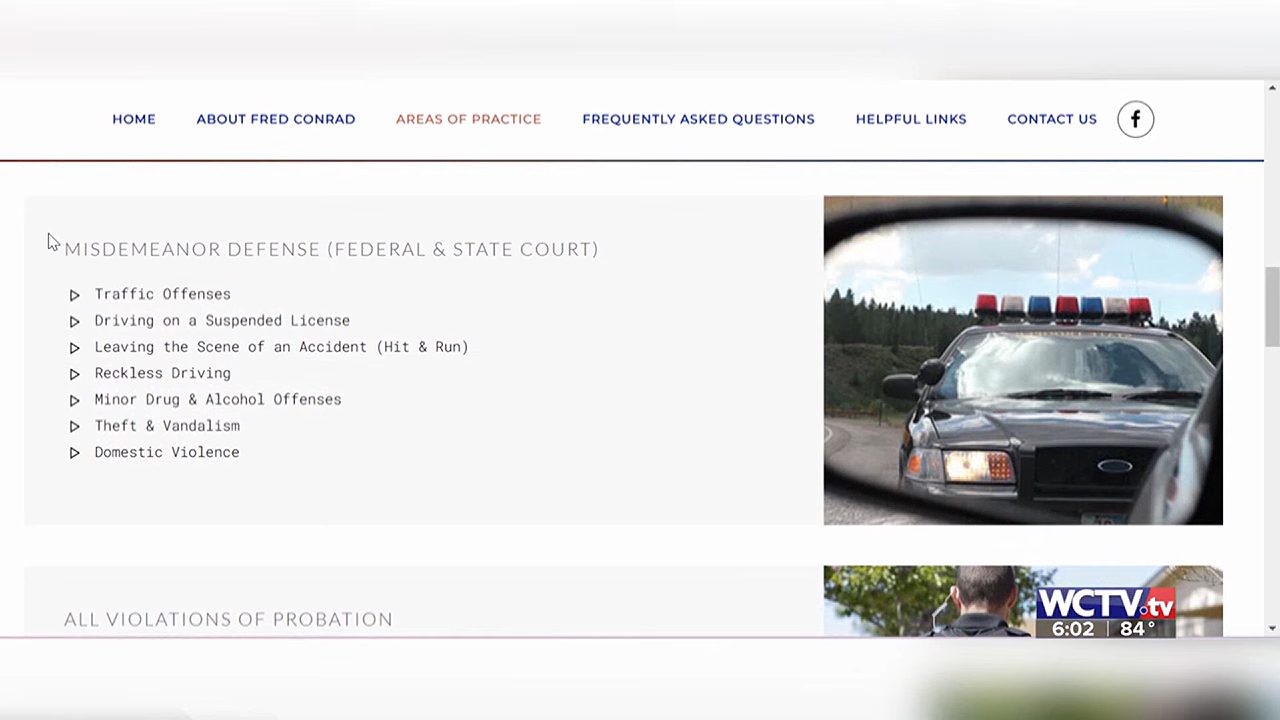 HOME ABOUT FRED CONRAD AREAS OF PRACTICE FREQUENTLY ASKED QUESTIONS HELPFUL LINKS CONTACT US f
MISDEMEANOR DEFENSE (FEDERAL & STATE COURT)
Traffic Offenses
Driving on a Suspended License
Leaving the Scene of an Accident (Hit & Run)
Reckless Driving
Minor Drug & Alcohol Offenses
Theft & Vandalism
Domestic Violence
ALL VIOLATIONS OF PROBATION
WCTV.tv
6:02 84°